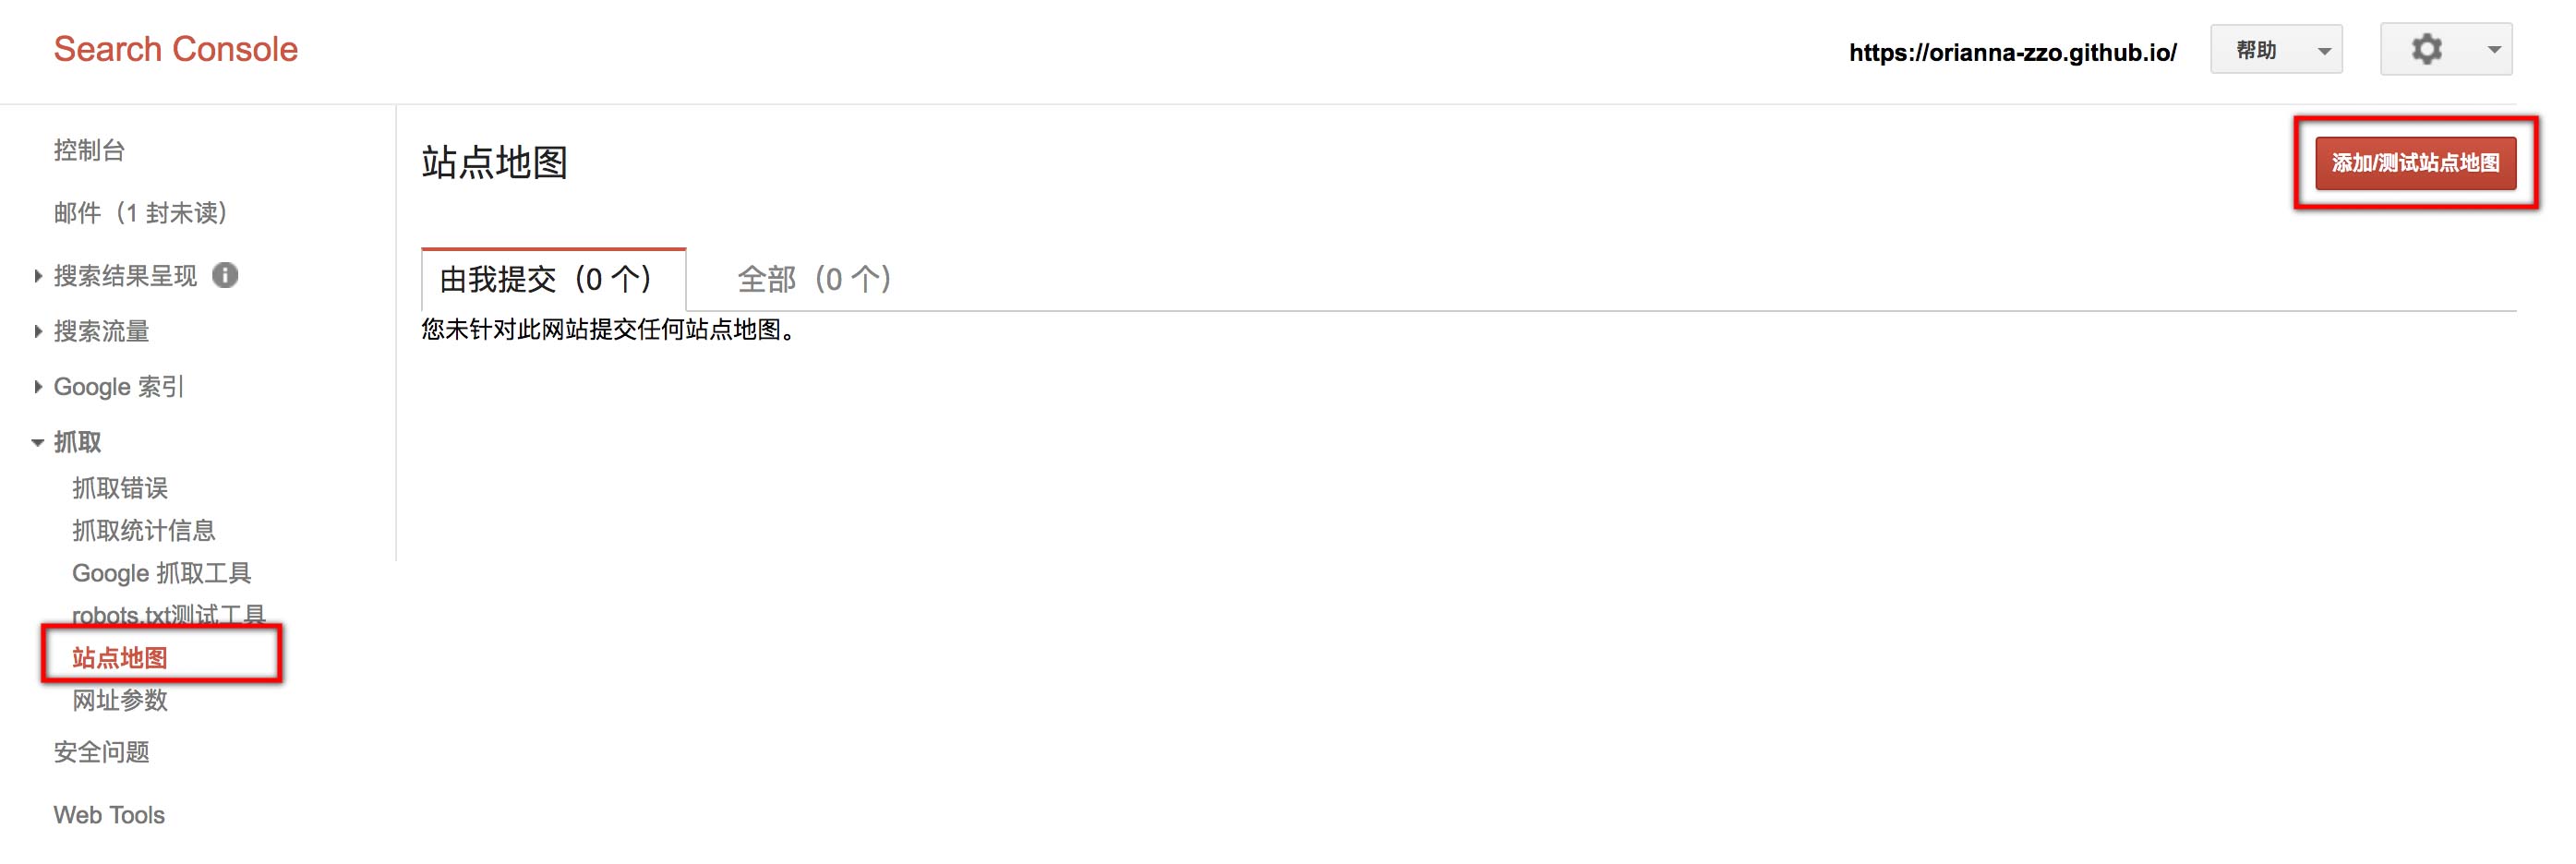 Search Console
https://orianna-zzo.github.io/
帮助
控制台
邮件（1 封未读）
搜索结果呈现
搜索流量
Google 索引
抓取
抓取错误
抓取统计信息
Google 抓取工具
robots.txt测试工具
站点地图
网址参数
安全问题
Web Tools
站点地图
添加/测试站点地图
由我提交（0 个）
全部（0 个）
您未针对此网站提交任何站点地图。